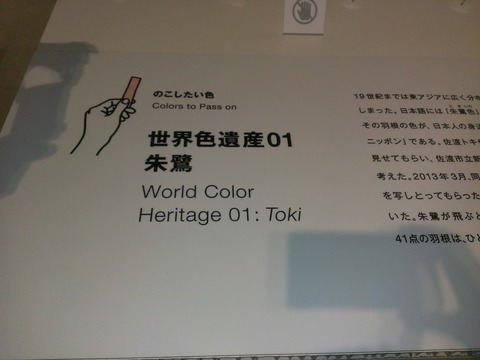 のこしたい色
Colors to Pass on
世界色遺産01
朱鷺
World Color
Heritage 01: Toki
19世紀までは東アジアに広く分布
しまった。日本語には「朱鷺色」
その羽根の色が、日本人の身近
ニッポン」である。佐渡トキ
見せてもらい、佐渡市立
考えた。2013年3月、同
を写しとってもらった
いた。朱鷺が飛ぶと
41点の羽根は、ひと